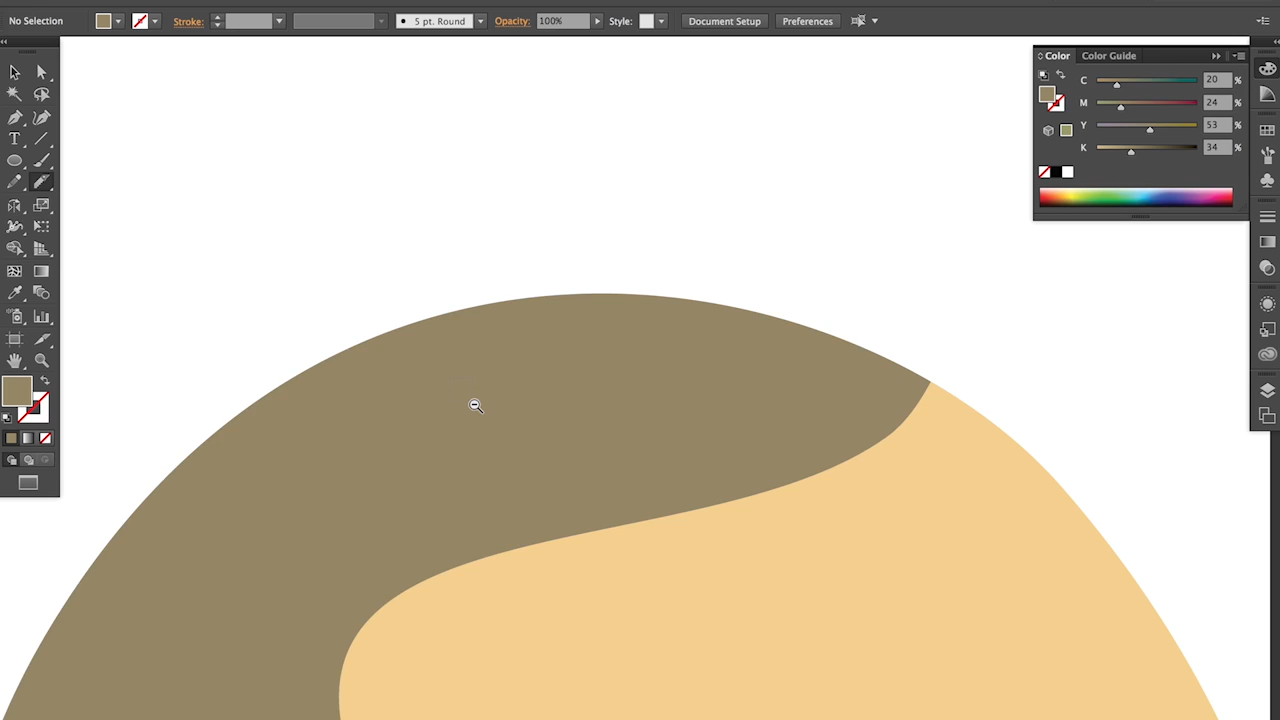 No Selection Stroke: 5 pt. Round Opacity: 100% Style: Document Setup Preferences
Color Color Guide
C 20 %
M 24 %
Y 53 %
K 34 %
T